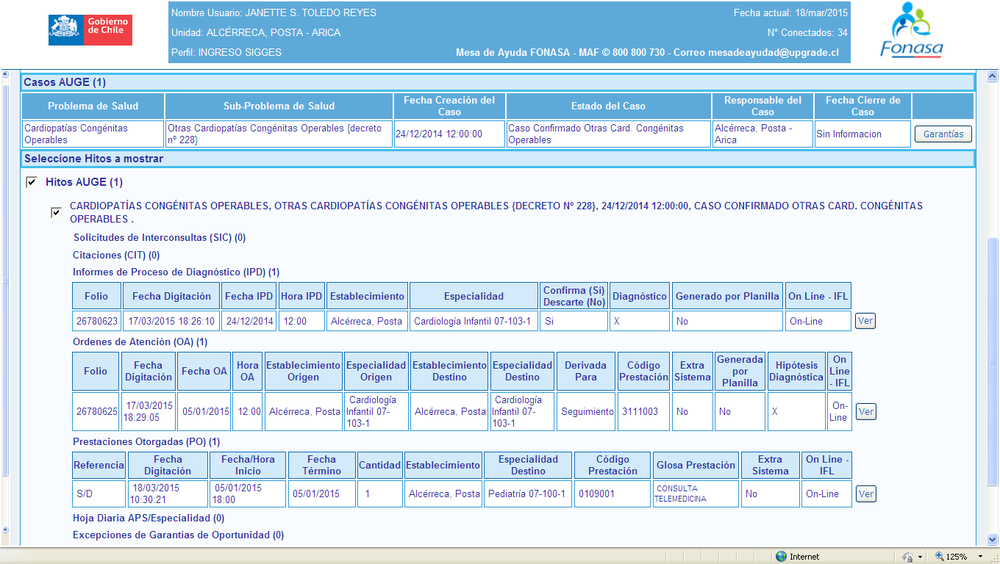 Gobierno
de Chile
Nombre Usuario: JANETTE S. TOLEDO REYES
Fecha actual: 18/mar/2015
Unidad: ALCÉRRECA, POSTA - ARICA
N° Conectados: 34
Perfil: INGRESO SIGGES
Mesa de Ayuda FONASA - MAF © 800 800 730 - Correo mesadeayudad@upgrade.cl
Fonasa
Casos AUGE (1)
Problema de Salud Sub-Problema de Salud Fecha Creación del Caso Estado del Caso Responsable del Caso Fecha Cierre de Caso
Cardiopatías Congénitas Operables Otras Cardiopatías Congénitas Operables {decreto nº 228} 24/12/2014 12:00:00 Caso Confirmado Otras Card. Congénitas Operables Alcérreca, Posta - Arica Sin Informacion Garantías
Seleccione Hitos a mostrar
Hitos AUGE (1)
CARDIOPATÍAS CONGÉNITAS OPERABLES, OTRAS CARDIOPATÍAS CONGÉNITAS OPERABLES {DECRETO Nº 228}, 24/12/2014 12:00:00, CASO CONFIRMADO OTRAS CARD. CONGÉNITAS
OPERABLES .
Solicitudes de Interconsultas (SIC) (0)
Citaciones (CIT) (0)
Informes de Proceso de Diagnóstico (IPD) (1)
Folio Fecha Digitación Fecha IPD Hora IPD Establecimiento Especialidad Confirma (Sí) Descarte (No) Diagnóstico Generado por Planilla On Line - IFL
26780623 17/03/2015 18:26:10 24/12/2014 12:00 Alcérreca, Posta Cardiología Infantil 07-103-1 Si X No On-Line Ver
Ordenes de Atención (OA) (1)
Folio Fecha Digitación Fecha OA Hora OA Establecimiento Origen Especialidad Origen Establecimiento Destino Especialidad Destino Derivada Para Código Prestación Extra Sistema Generada por Planilla Hipótesis Diagnóstica On Line - IFL
26780625 17/03/2015 18:29:05 05/01/2015 12:00 Alcérreca, Posta Cardiología Infantil 07-103-1 Alcérreca, Posta Cardiología Infantil 07-103-1 Seguimiento 3111003 No No X On-Line Ver
Prestaciones Otorgadas (PO) (1)
Referencia Fecha Digitación Fecha/Hora Inicio Fecha Término Cantidad Establecimiento Especialidad Destino Código Prestación Glosa Prestación Extra Sistema On Line - IFL
S/D 18/03/2015 10:30:21 05/01/2015 18:00 05/01/2015 1 Alcérreca, Posta Pediatría 07-100-1 0109001 CONSULTA TELEMEDICINA No On-Line Ver
Hoja Diaria APS/Especialidad (0)
Excepciones de Garantías de Oportunidad (0)
Internet
125%